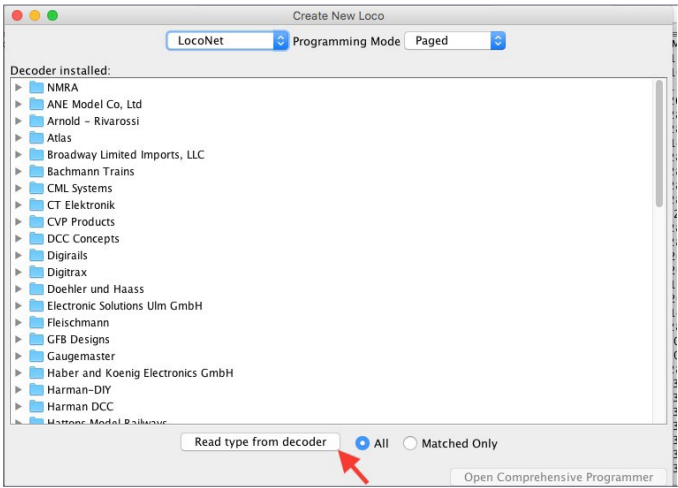 Create New Loco
LocoNet Programming Mode Paged
Decoder installed:
NMRA
ANE Model Co, Ltd
Arnold - Rivarossi
Atlas
Broadway Limited Imports, LLC
Bachmann Trains
CML Systems
CT Elektronik
CVP Products
DCC Concepts
Digirails
Digitrax
Doehler und Haass
Electronic Solutions Ulm GmbH
Fleischmann
GFB Designs
Gaugemaster
Haber and Koenig Electronics GmbH
Harman-DIY
Harman DCC
Hattons Model Railways
Read type from decoder All Matched Only
Open Comprehensive Programmer